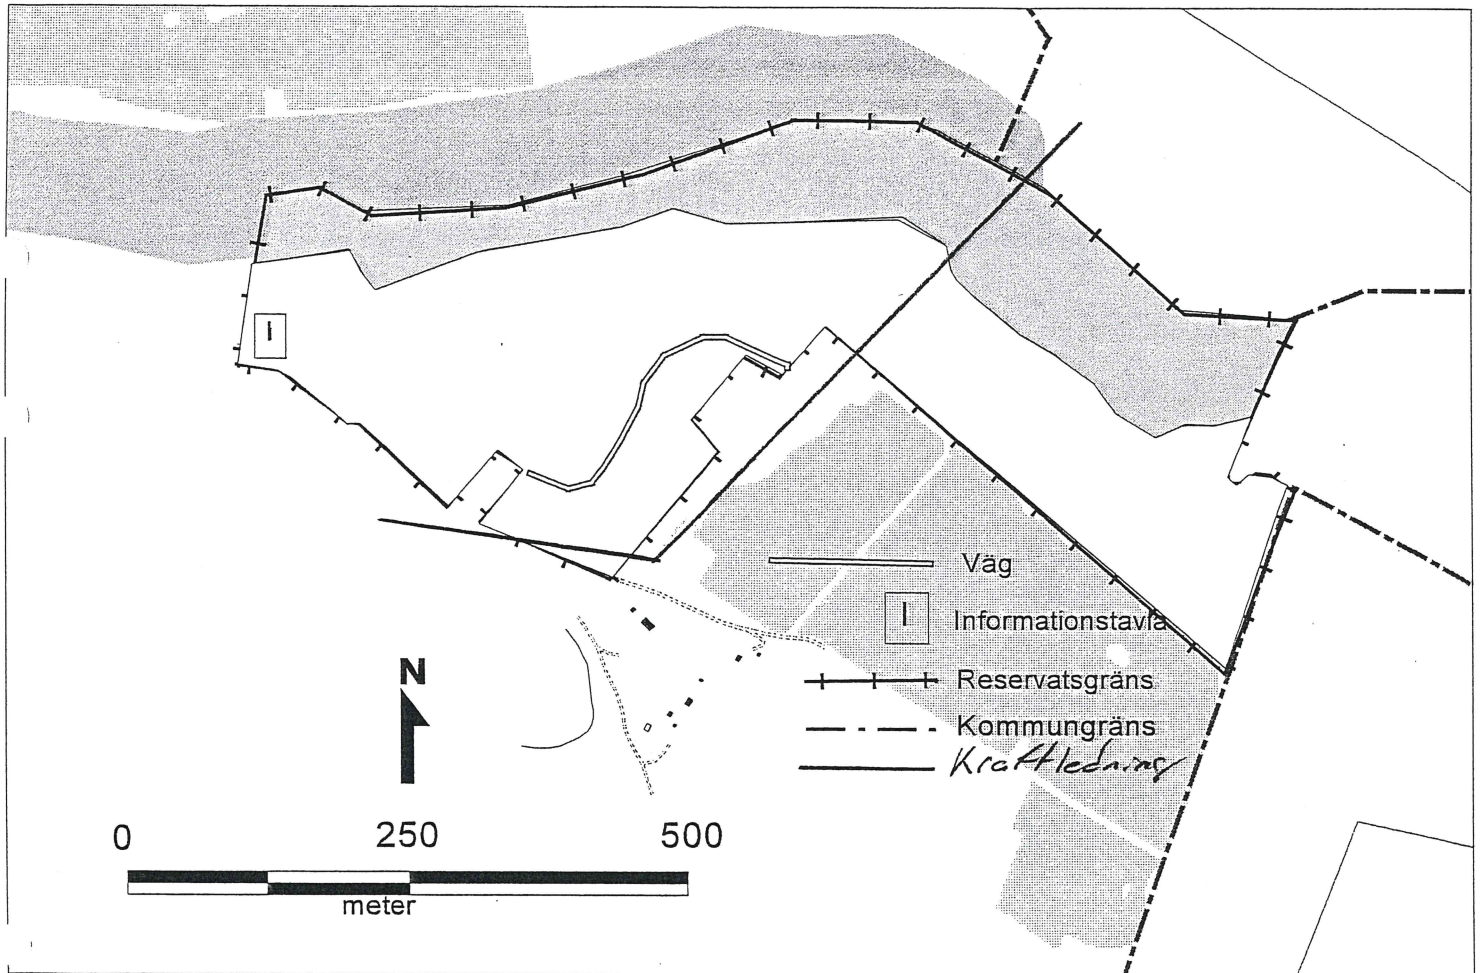 I
Väg
I Informationstavla
Reservatsgräns
Kommungräns
Kraftledning
N
0 250 500
meter